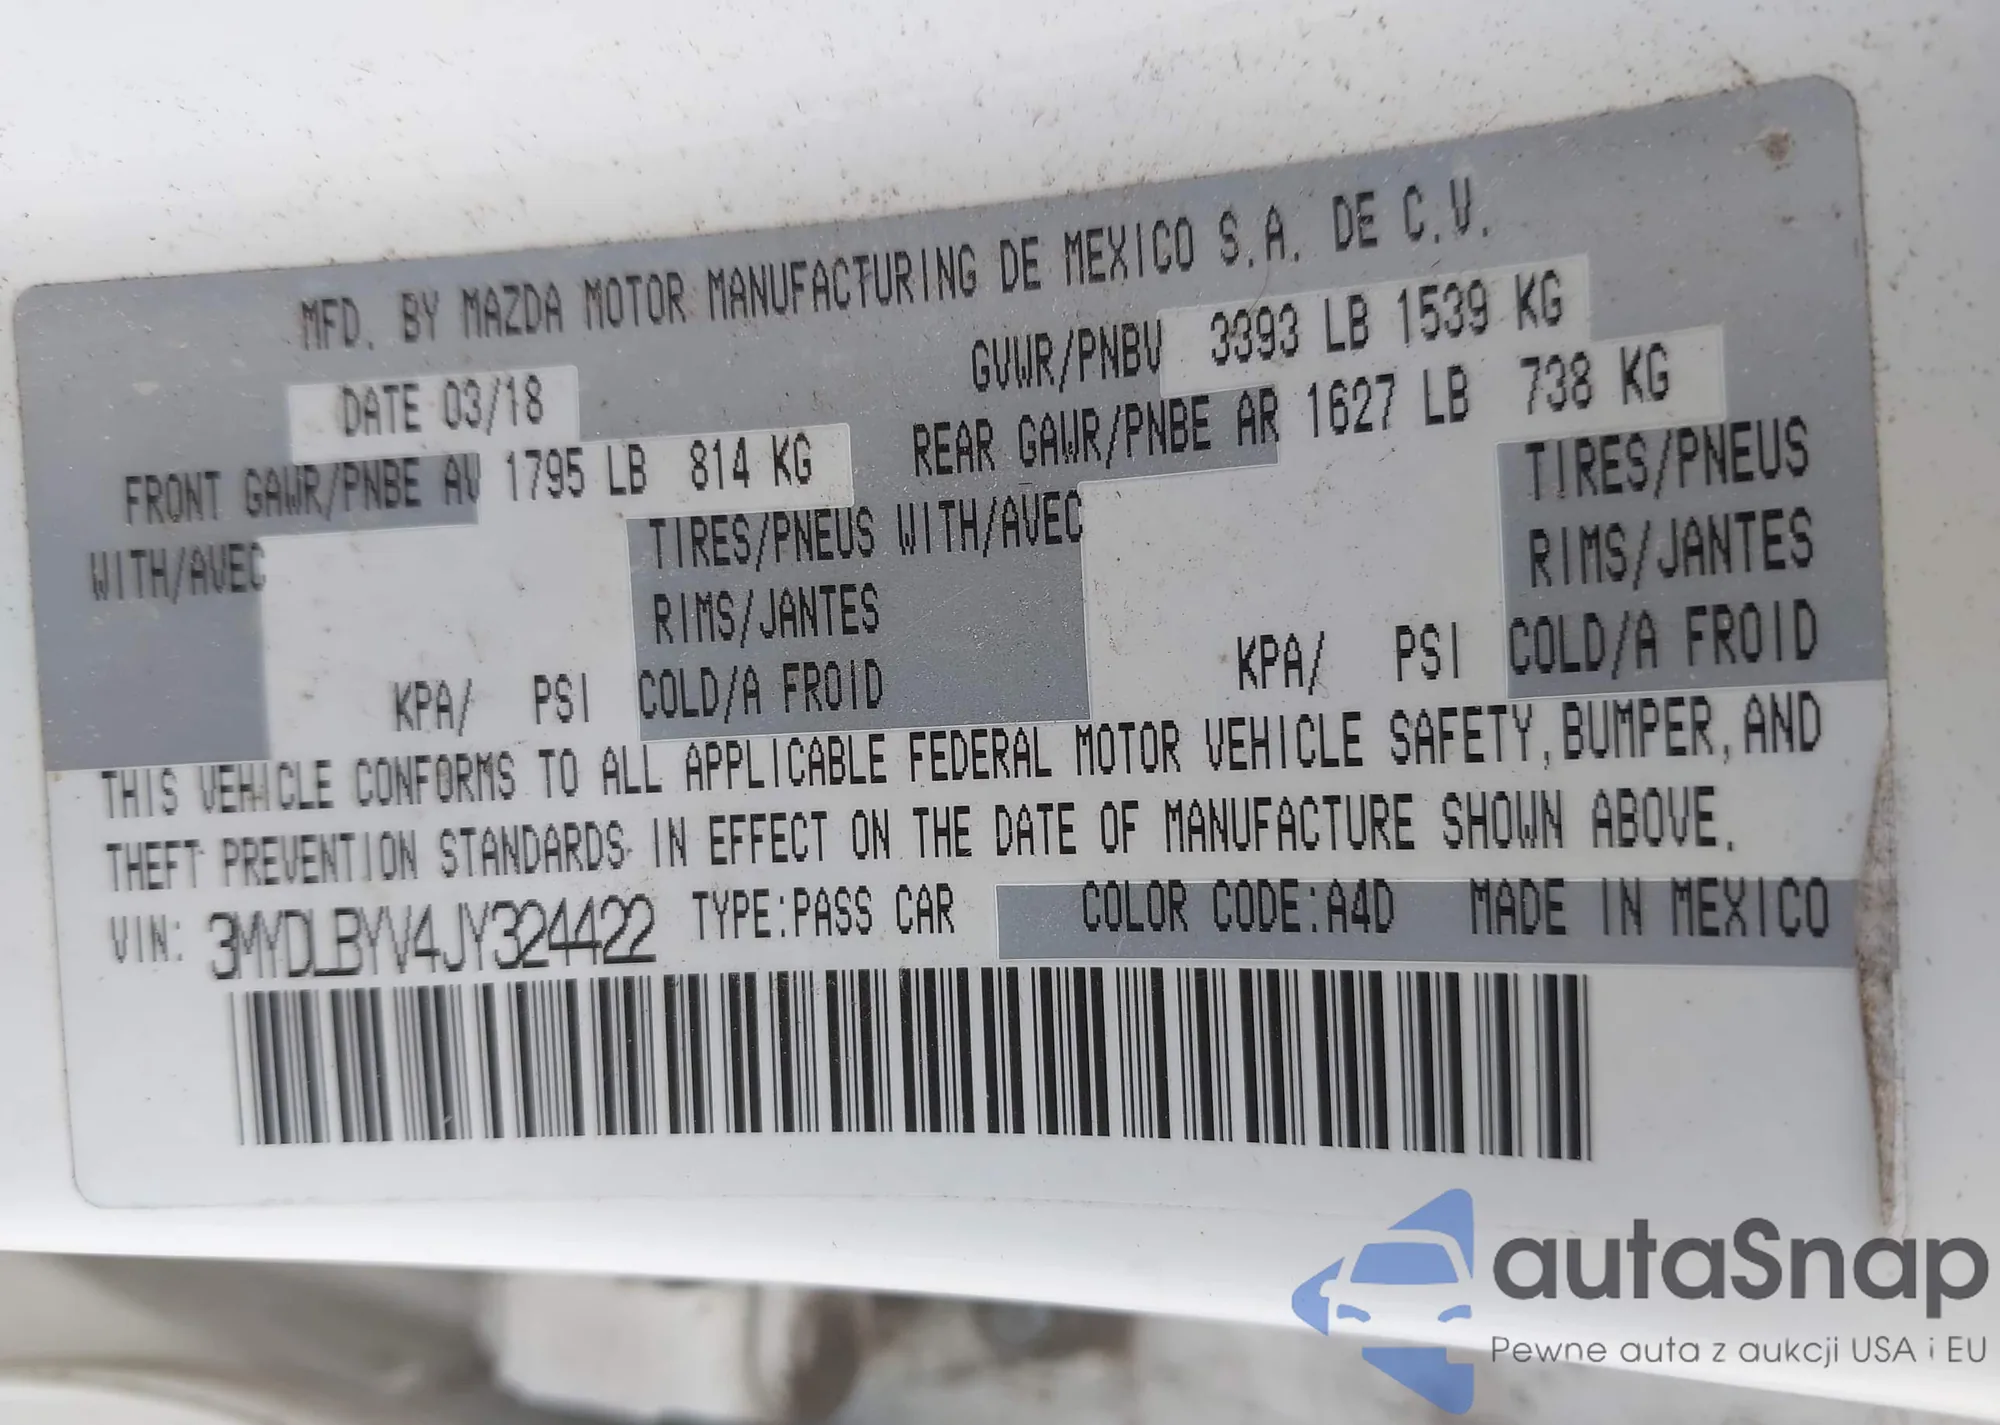 MFD. BY MAZDA MOTOR MANUFACTURING DE MEXICO S.A. DE C.V.
DATE 03/18
GVWR/PNBV 3393 LB 1539 KG
FRONT GAWR/PNBE AV 1795 LB 814 KG
REAR GAWR/PNBE AR 1627 LB 738 KG
WITH/AVEC
TIRES/PNEUS
WITH/AVEC
TIRES/PNEUS
RIMS/JANTES
RIMS/JANTES
KPA/ PSI COLD/A FROID
KPA/ PSI COLD/A FROID
THIS VEHICLE CONFORMS TO ALL APPLICABLE FEDERAL MOTOR VEHICLE SAFETY, BUMPER, AND
THEFT PREVENTION STANDARDS IN EFFECT ON THE DATE OF MANUFACTURE SHOWN ABOVE.
VIN: 3MYDLBYV4JY324422 TYPE:PASS CAR COLOR CODE:A4D MADE IN MEXICO
autaSnap
Pewne auta z aukcji USA i EU